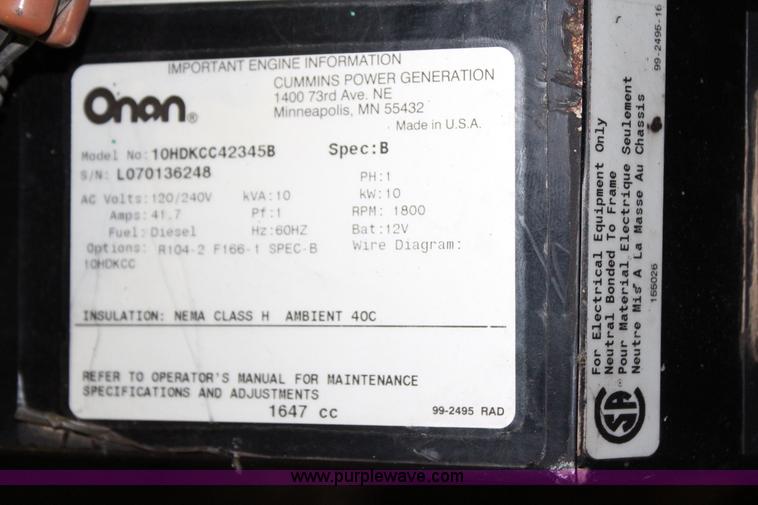 IMPORTANT ENGINE INFORMATION
Onan®
CUMMINS POWER GENERATION
1400 73rd Ave. NE
Minneapolis, MN 55432
Made in U.S.A.
Model No: 10HDKCC42345B Spec: B
S/N: L070136248 PH: 1
AC Volts: 120/240V kVA: 10 kW: 10
Amps: 41.7 Pf: 1 RPM: 1800
Fuel: Diesel Hz: 60HZ Bat: 12V
Options: R104-2 F166-1 SPEC-B Wire Diagram:
10HDKCC
INSULATION: NEMA CLASS H AMBIENT 40C
REFER TO OPERATOR'S MANUAL FOR MAINTENANCE
SPECIFICATIONS AND ADJUSTMENTS
1647 cc
99-2495 RAD
99-2495-16
For Electrical Equipment Only
Neutral Bonded To Frame
Pour Material Electrique Seulement
Neutre Mis A La Masse Au Chassis
166026
SA®
www.purplewave.com